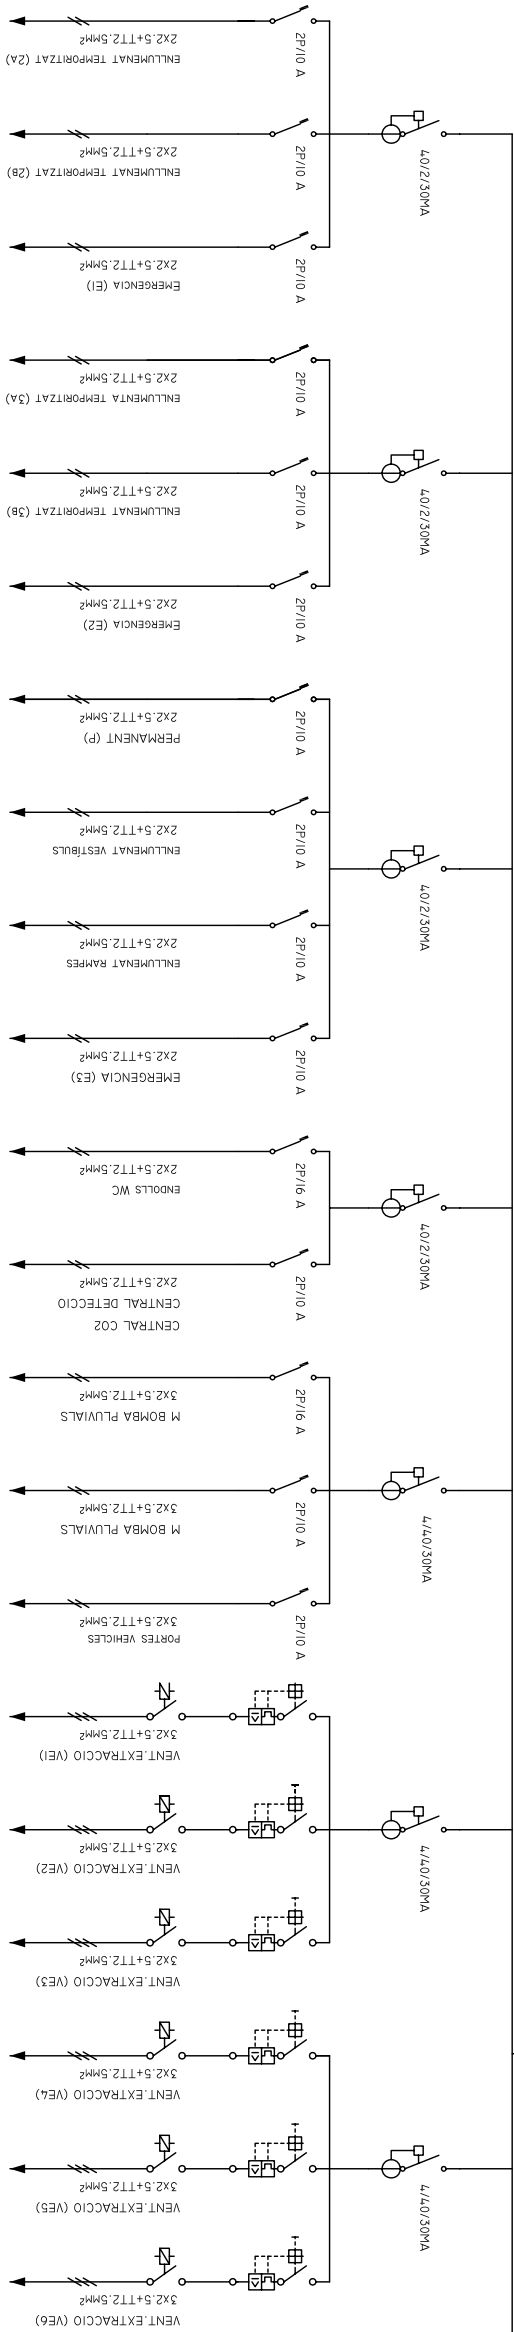 2P/10 A
2x2.5+TT2.5mm²
ENLLUMENAT TEMPORITZAT (2A)
40/2/30MA
2P/10 A
2x2.5+TT2.5mm²
ENLLUMENAT TEMPORITZAT (2B)
2P/10 A
2x2.5+TT2.5mm²
EMERGENCIA (E1)
2P/10 A
2x2.5+TT2.5mm²
ENLLUMENTA TEMPORITZAT (3A)
40/2/30MA
2P/10 A
2x2.5+TT2.5mm²
ENLLUMENAT TEMPORITZAT (3B)
2P/10 A
2x2.5+TT2.5mm²
EMERGENCIA (E2)
2P/10 A
2x2.5+TT2.5mm²
PERMANENT (P)
2P/10 A
2x2.5+TT2.5mm²
ENLLUMENAT VESTÍBULS
40/2/30MA
2P/10 A
2x2.5+TT2.5mm²
ENLLUMENAT RAMPES
2P/10 A
2x2.5+TT2.5mm²
EMERGENCIA (E3)
2P/16 A
2x2.5+TT2.5mm²
ENDOLLS WC
40/2/30MA
2P/10 A
2x2.5+TT2.5mm²
CENTRAL DETECCIO
CENTRAL CO2
2P/16 A
3x2.5+TT2.5mm²
M BOMBA PLUVIALS
4/40/30MA
2P/10 A
3x2.5+TT2.5mm²
M BOMBA PLUVIALS
2P/10 A
3x2.5+TT2.5mm²
PORTES VEHICLES
3x2.5+TT2.5mm²
VENT.EXTRACCIO (VE1)
4/40/30MA
3x2.5+TT2.5mm²
VENT.EXTRACCIO (VE2)
3x2.5+TT2.5mm²
VENT.EXTRACCIO (VE3)
3x2.5+TT2.5mm²
VENT.EXTRACCIO (VE4)
4/40/30MA
3x2.5+TT2.5mm²
VENT.EXTRACCIO (VE5)
3x2.5+TT2.5mm²
VENT.EXTRACCIO (VE6)